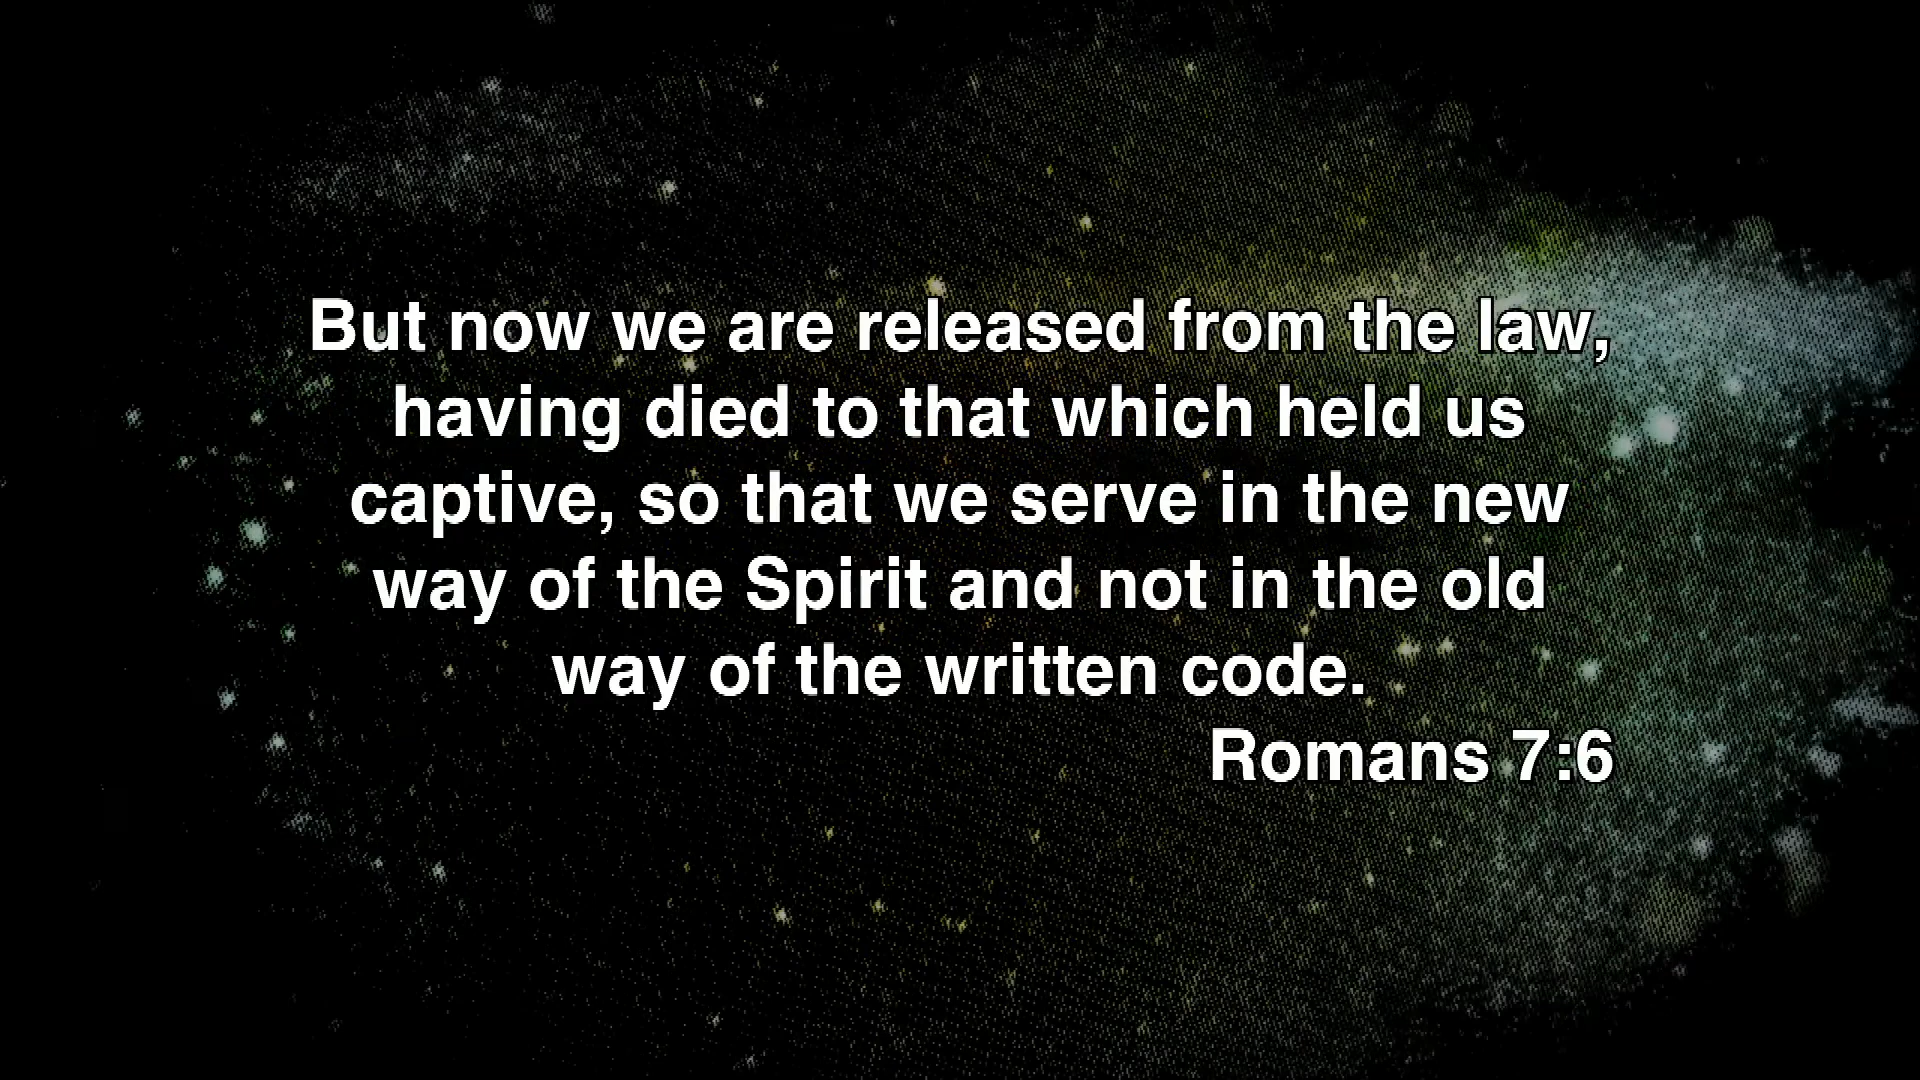 But now we are released from the law,
having died to that which held us
captive, so that we serve in the new
way of the Spirit and not in the old
way of the written code.
Romans 7:6